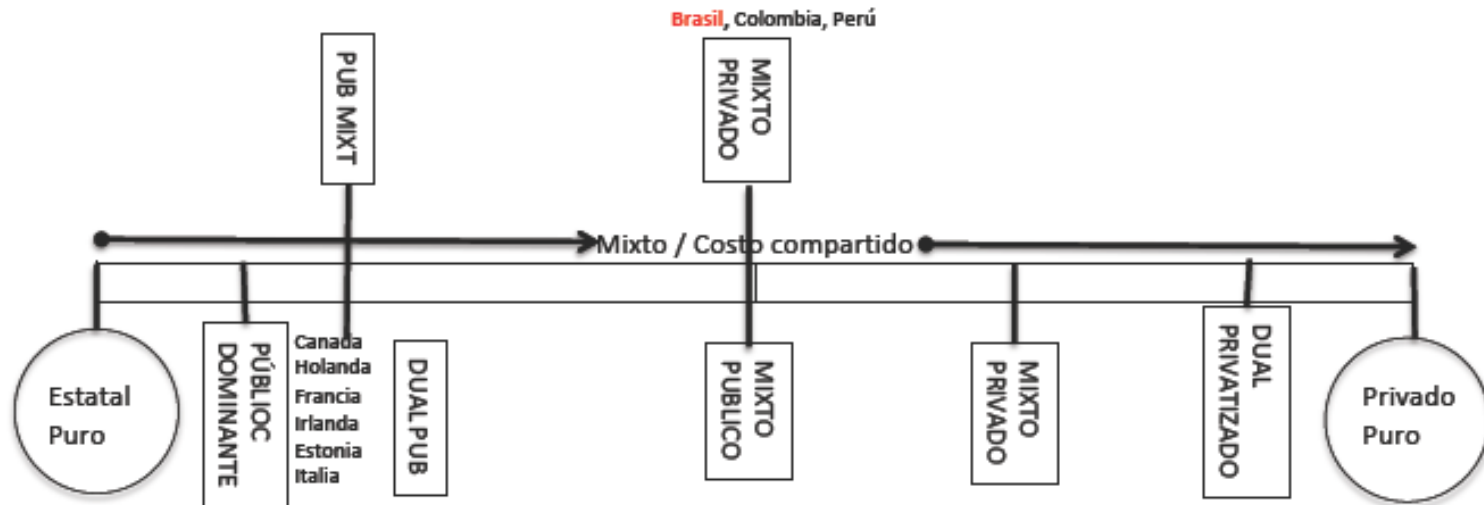 Brasil, Colombia, Perú
PUB MIXT
MIXTO
PRIVADO
Mixto / Costo compartido
Estatal
Puro
PÚBLIOC
DOMINANTE
Canada
Holanda
Francia
Irlanda
Estonia
Italia
DUAL PUB
MIXTO
PUBLICO
MIXTO
PRIVADO
DUAL
PRIVATIZADO
Privado
Puro